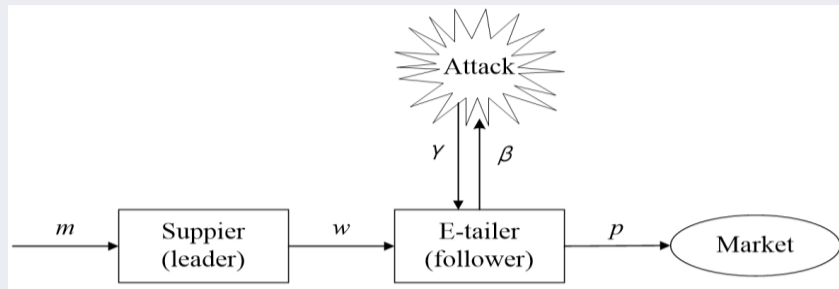 Attack
γ
β
m
Suppier
(leader)
w
E-tailer
(follower)
p
Market